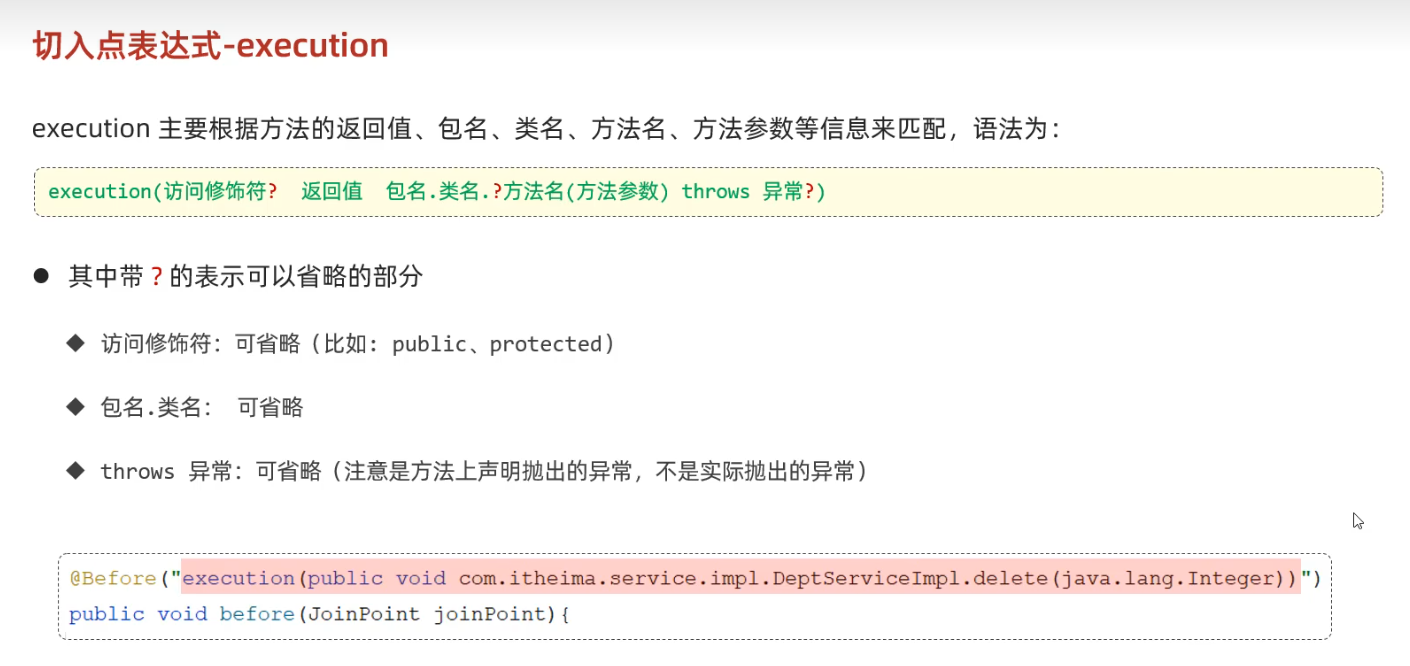 切入点表达式-execution
execution 主要根据方法的返回值、包名、类名、方法名、方法参数等信息来匹配，语法为：
execution(访问修饰符?  返回值  包名.类名.?方法名(方法参数) throws 异常?)
● 其中带 ? 的表示可以省略的部分
◆ 访问修饰符：可省略（比如: public、protected）
◆ 包名.类名： 可省略
◆ throws 异常：可省略（注意是方法上声明抛出的异常，不是实际抛出的异常）
@Before("execution(public void com.itheima.service.impl.DeptServiceImpl.delete(java.lang.Integer))")
public void before(JoinPoint joinPoint){